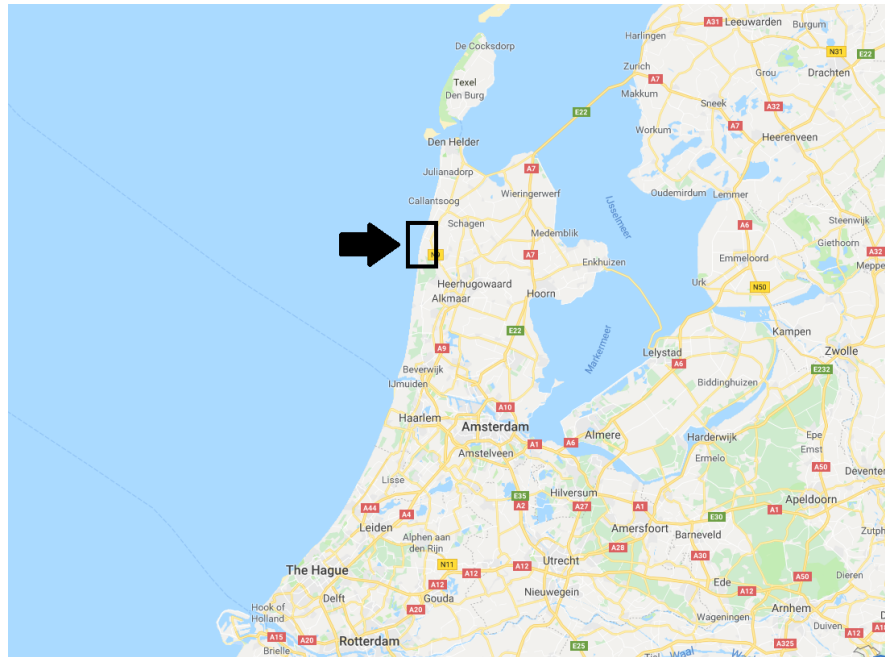 A31
Leeuwarden
Burgum
De Cocksdorp
Harlingen
N31
E22
Zurich
Grou
Drachten
Texel
A7
Den Burg
Makkum
Sneek
A32
E22
A7
Workum
Heerenveen
Den Helder
A7
Julianadorp
Wieringerwerf
Oudemirdum
Lemmer
Callantsoog
IJsselmeer
Steenwijk
Schagen
A6
Medemblik
Giethoorn
A32
N9
A7
Enkhuizen
Emmeloord
Meppe
Urk
N50
Heerhugowaard
Alkmaar
Hoorn
E22
Kampen
Markermeer
A9
Lelystad
Zwolle
A6
Beverwijk
E232
IJmuiden
Biddinghuizen
A10
Haarlem
Amsterdam
Almere
Harderwijk
Epe
A1
A6
Amstelveen
Ermelo
Emst
A50
Deventer
Lisse
E35
Hilversum
Apeldoorn
A44
A2
A27
A1
A4
E30
A1
Leiden
Amersfoort
Barneveld
Zutph
Alphen aan
den Rijn
A28
A30
The Hague
N11
A12
Utrecht
A12
A12
Ede
A50
Dieren
Delft
Gouda
Nieuwegein
A12
Hook of
Holland
A20
Arnhem
Wageningen
Duiven
A15
A20
Rotterdam
E25
A325
Brielle
Tiel
Waal